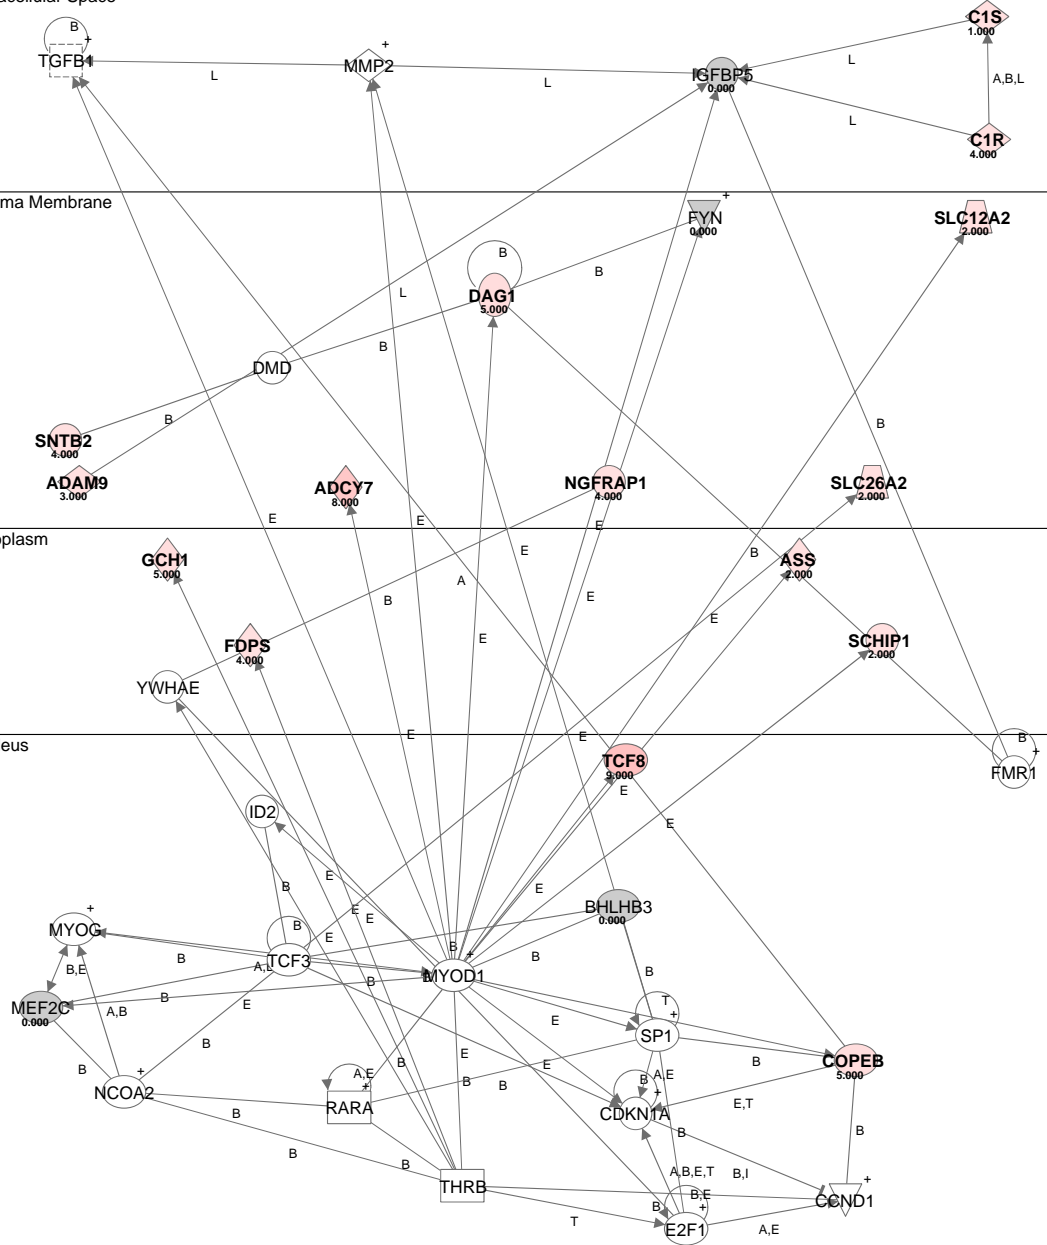 acellular Space
B
+
TGFB1
L
MMP2
+
L
IGFBP5
0.000
C1S
1.000
L
A,B,L
L
C1R
4.000
ma Membrane
FYN
0.000
+
SLC12A2
2.000
B
B
DAG1
5.000
L
B
DMD
B
B
SNTB2
4.000
ADAM9
3.000
ADCY7
8.000
NGFRAP1
4.000
SLC26A2
2.000
E
E
E
oplasm
E
B
GCH1
5.000
ASS
2.000
A
B
E
E
E
FDPS
4.000
SCHIP1
2.000
YWHAE
E
E
eus
B
+
TCF8
9.000
FMR1
E
ID2
E
E
B
E
BHLHB3
0.000
E
E
+
MYOG
B
E
B
+
B
TCF3
A,L
B
B
B
B,E
MYOD1
B
MEF2C
0.000
B
E
T
+
A,B
E
SP1
B
E
B
COPEB
5.000
B
+
NCOA2
B
E
A,E
+
B
B
B
A,E
+
RARA
CDKN1A
E,T
B
B
B
B
B
A,B,E,T
B,I
THRB
B,E
+
CCND1
+
B
T
E2F1
A,E